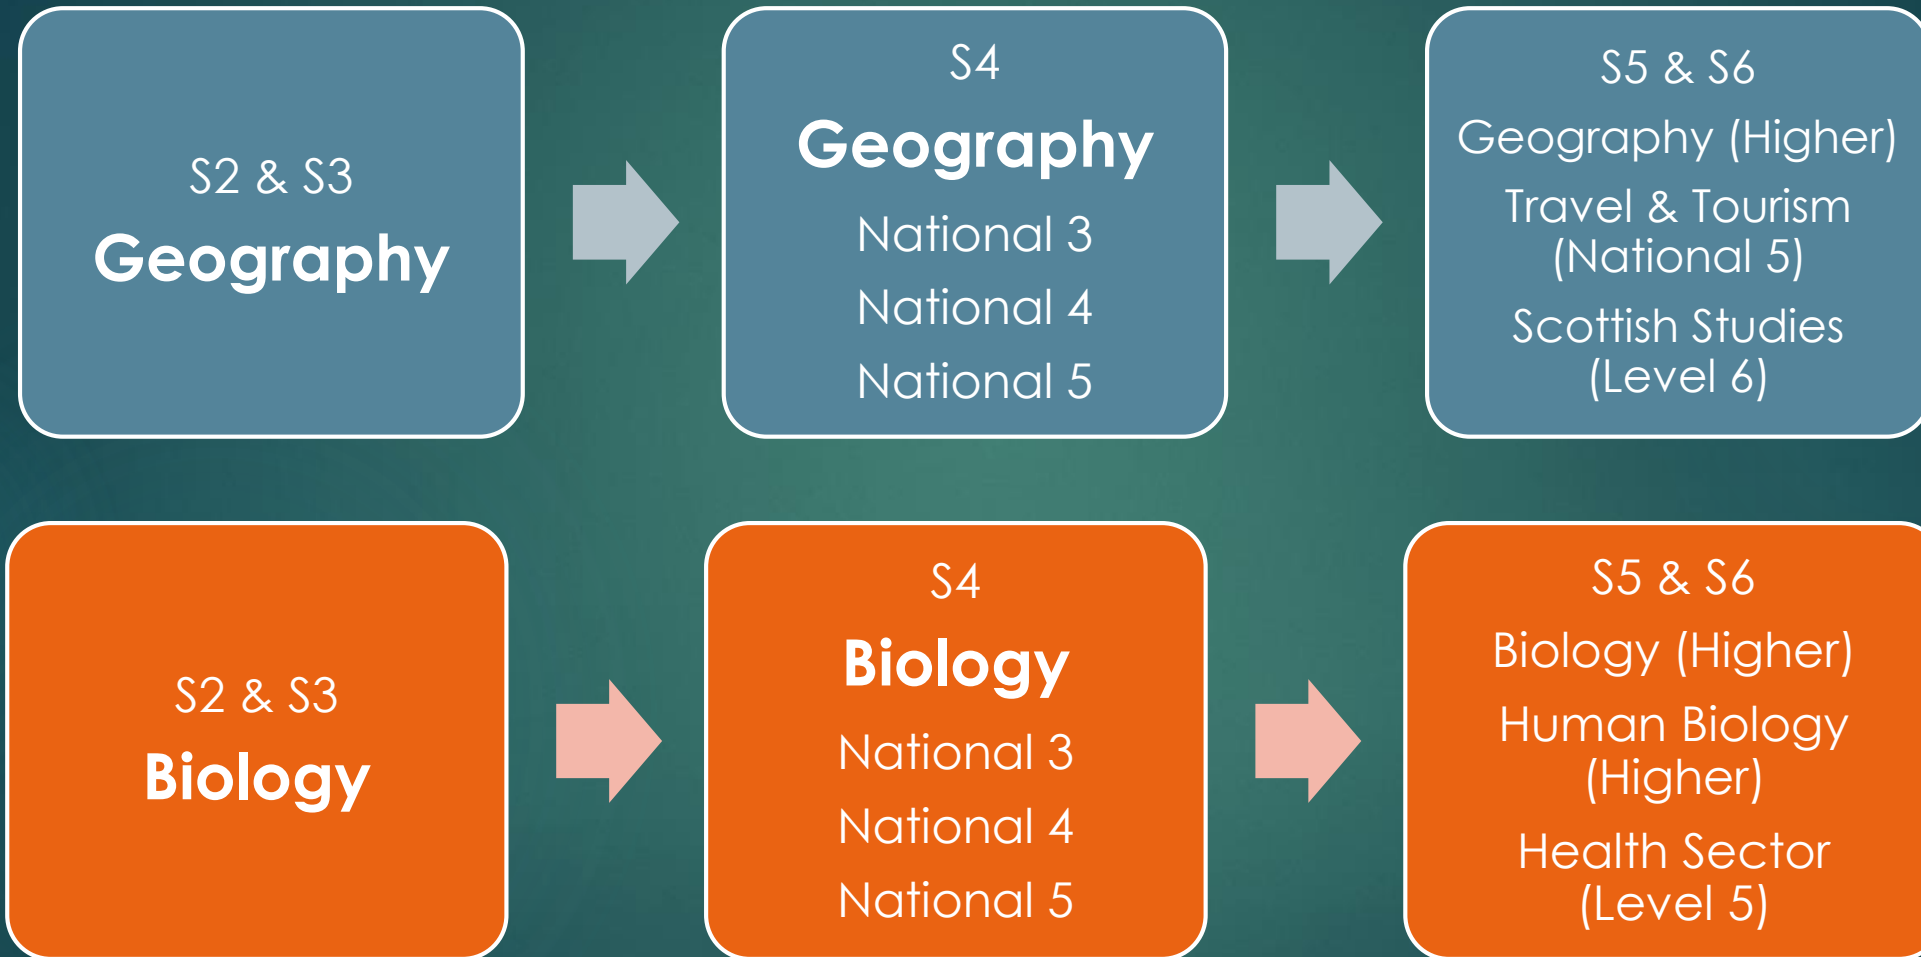 S2 & S3
Geography
S4
Geography
National 3
National 4
National 5
S5 & S6
Geography (Higher)
Travel & Tourism
(National 5)
Scottish Studies
(Level 6)
S2 & S3
Biology
S4
Biology
National 3
National 4
National 5
S5 & S6
Biology (Higher)
Human Biology
(Higher)
Health Sector
(Level 5)